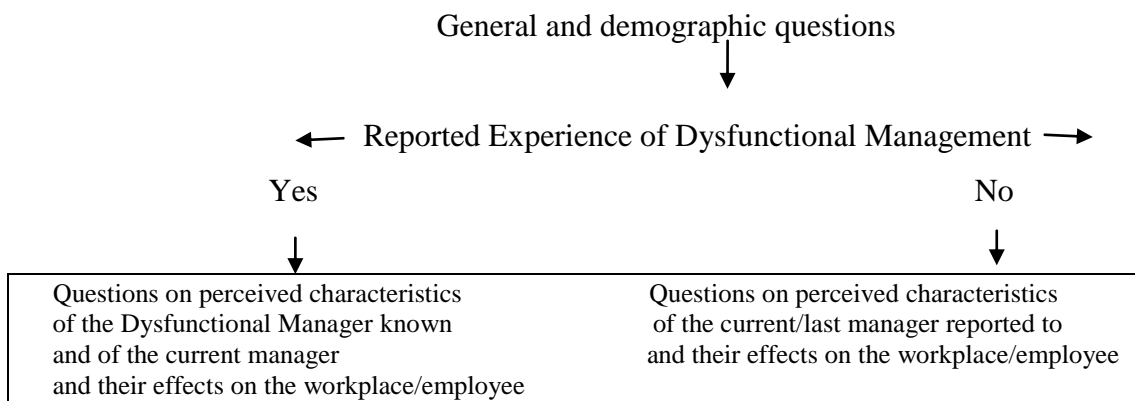 General and demographic questions
Reported Experience of Dysfunctional Management
Yes
No
Questions on perceived characteristics
of the Dysfunctional Manager known
and of the current manager
and their effects on the workplace/employee
Questions on perceived characteristics
of the current/last manager reported to
and their effects on the workplace/employee